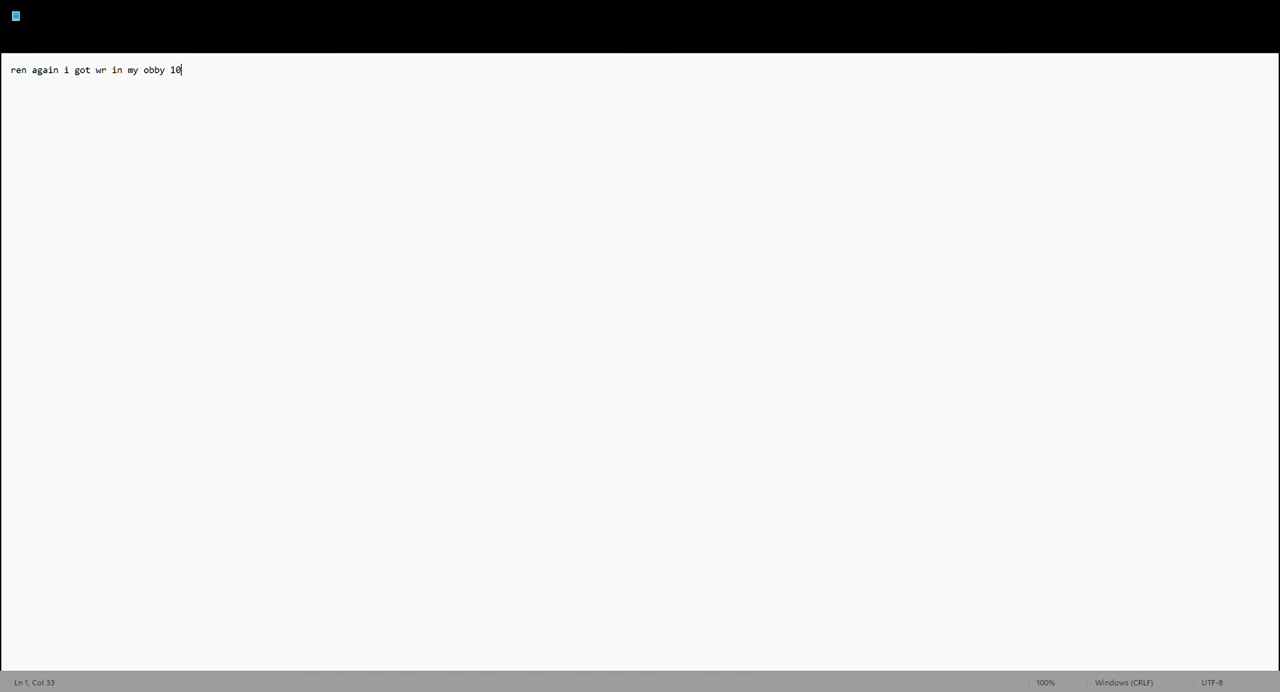 ren again i got wr in my obby 10
Ln 1, Col 33
100%
Windows (CRLF)
UTF-8